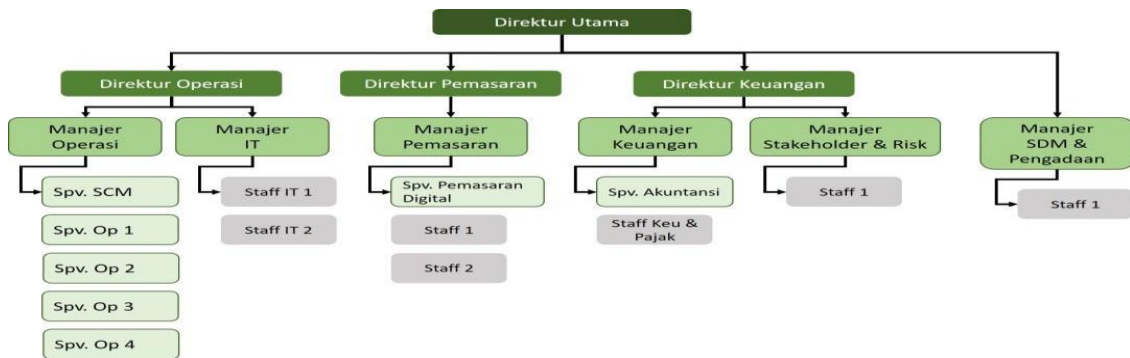 Direktur Utama
Direktur Operasi
Direktur Pemasaran
Direktur Keuangan
Manajer
Operasi
Manajer
IT
Manajer
Pemasaran
Manajer
Keuangan
Manajer
Stakeholder & Risk
Manajer
SDM &
Pengadaan
Spv. SCM
Spv. Op 1
Spv. Op 2
Spv. Op 3
Spv. Op 4
Staff IT 1
Staff IT 2
Spv. Pemasaran
Digital
Staff 1
Staff 2
Spv. Akuntansi
Staff Keu &
Pajak
Staff 1
Staff 1